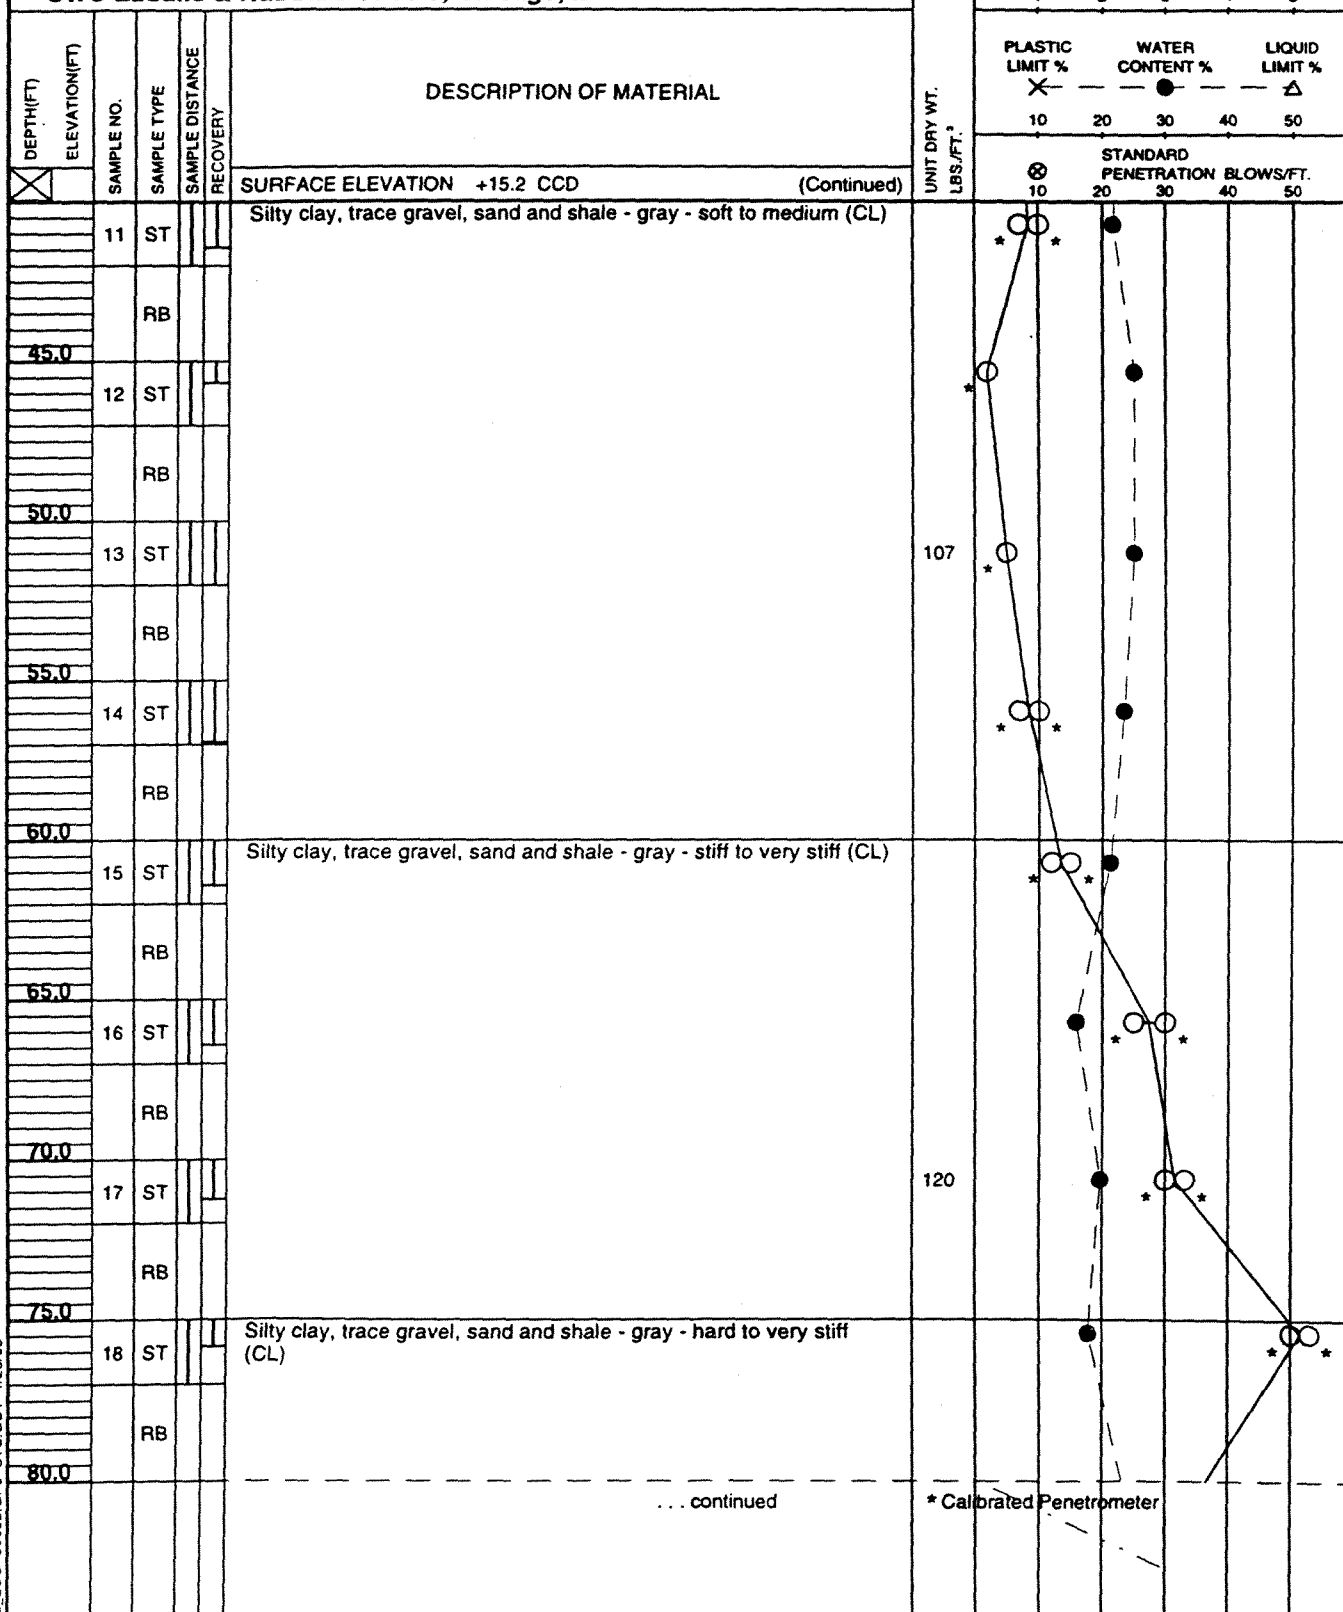 DEPTH(FT)
ELEVATION(FT)
SAMPLE NO.
SAMPLE TYPE
SAMPLE DISTANCE
RECOVERY
DESCRIPTION OF MATERIAL
SURFACE ELEVATION +15.2 CCD (Continued)
UNIT DRY WT.
LBS./FT.³
PLASTIC LIMIT %
WATER CONTENT %
LIQUID LIMIT %
10 20 30 40 50
STANDARD
PENETRATION BLOWS/FT.
10 20 30 40 50
Silty clay, trace gravel, sand and shale - gray - soft to medium (CL)
11 ST
* *
RB
45.0
12 ST
*
RB
50.0
13 ST 107
*
RB
55.0
14 ST
* *
RB
60.0
Silty clay, trace gravel, sand and shale - gray - stiff to very stiff (CL)
15 ST
* *
RB
65.0
16 ST
* *
RB
70.0
17 ST 120
* *
RB
75.0
Silty clay, trace gravel, sand and shale - gray - hard to very stiff
(CL)
18 ST
* *
RB
80.0
. . . continued
* Calibrated Penetrometer